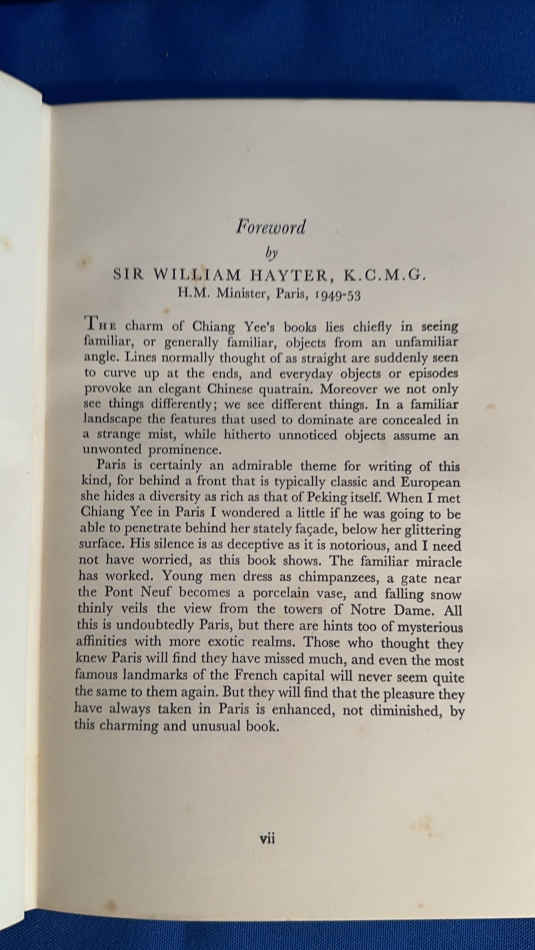 Foreword
by
SIR WILLIAM HAYTER, K.C.M.G.
H.M. Minister, Paris, 1949-53
THE charm of Chiang Yee's books lies chiefly in seeing
familiar, or generally familiar, objects from an unfamiliar
angle. Lines normally thought of as straight are suddenly seen
to curve up at the ends, and everyday objects or episodes
provoke an elegant Chinese quatrain. Moreover we not only
see things differently; we see different things. In a familiar
landscape the features that used to dominate are concealed in
a strange mist, while hitherto unnoticed objects assume an
unwonted prominence.
Paris is certainly an admirable theme for writing of this
kind, for behind a front that is typically classic and European
she hides a diversity as rich as that of Peking itself. When I met
Chiang Yee in Paris I wondered a little if he was going to be
able to penetrate behind her stately façade, below her glittering
surface. His silence is as deceptive as it is notorious, and I need
not have worried, as this book shows. The familiar miracle
has worked. Young men dress as chimpanzees, a gate near
the Pont Neuf becomes a porcelain vase, and falling snow
thinly veils the view from the towers of Notre Dame. All
this is undoubtedly Paris, but there are hints too of mysterious
affinities with more exotic realms. Those who thought they
knew Paris will find they have missed much, and even the most
famous landmarks of the French capital will never seem quite
the same to them again. But they will find that the pleasure they
have always taken in Paris is enhanced, not diminished, by
this charming and unusual book.
vii